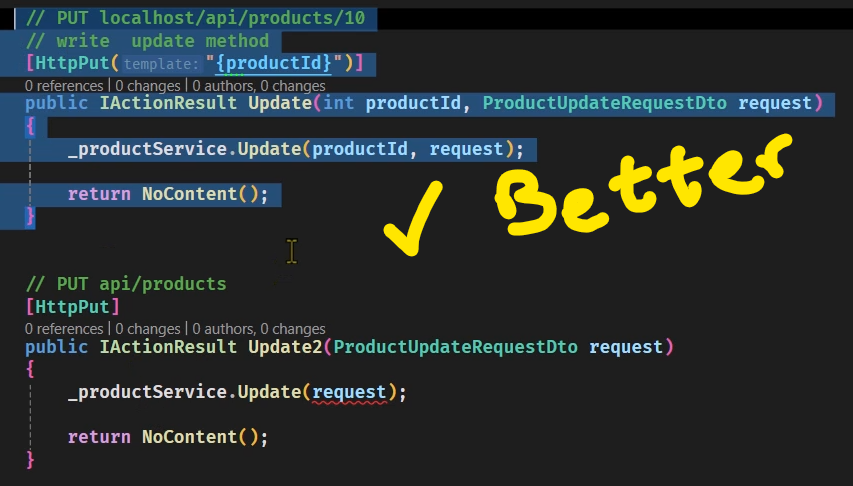 // PUT localhost/api/products/10
// write  update method
[HttpPut(template: "{productId}")]
0 references | 0 changes | 0 authors, 0 changes
public IActionResult Update(int productId, ProductUpdateRequestDto request)
{
    _productService.Update(productId, request);
    return NoContent();
}
✓ Better
// PUT api/products
[HttpPut]
0 references | 0 changes | 0 authors, 0 changes
public IActionResult Update2(ProductUpdateRequestDto request)
{
    _productService.Update(request);
    return NoContent();
}